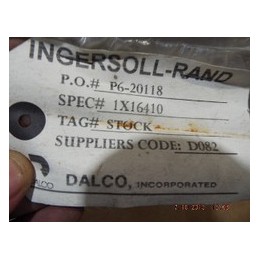 INGERSOLL-RAND
P.O.# P6-20118
SPEC# 1X16410
TAG# STOCK
SUPPLIERS CODE: D082
DALCO, INCORPORATED